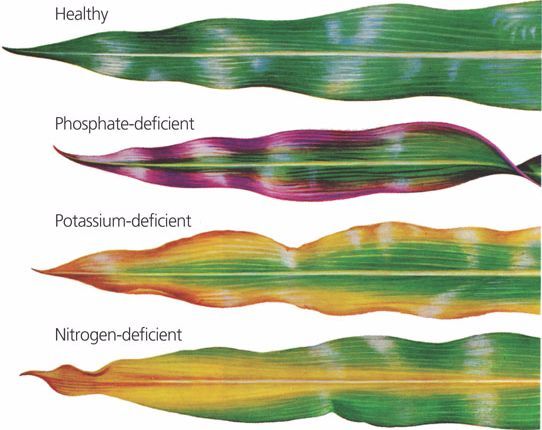 Healthy
Phosphate-deficient
Potassium-deficient
Nitrogen-deficient